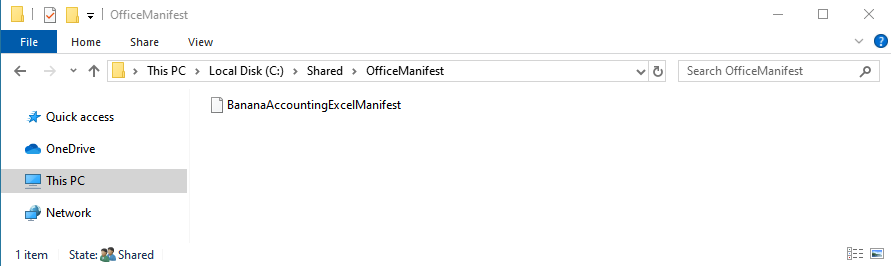 OfficeManifest
File Home Share View
This PC Local Disk (C:) Shared OfficeManifest Search OfficeManifest
BananaAccountingExcelManifest
Quick access
OneDrive
This PC
Network
1 item State: Shared